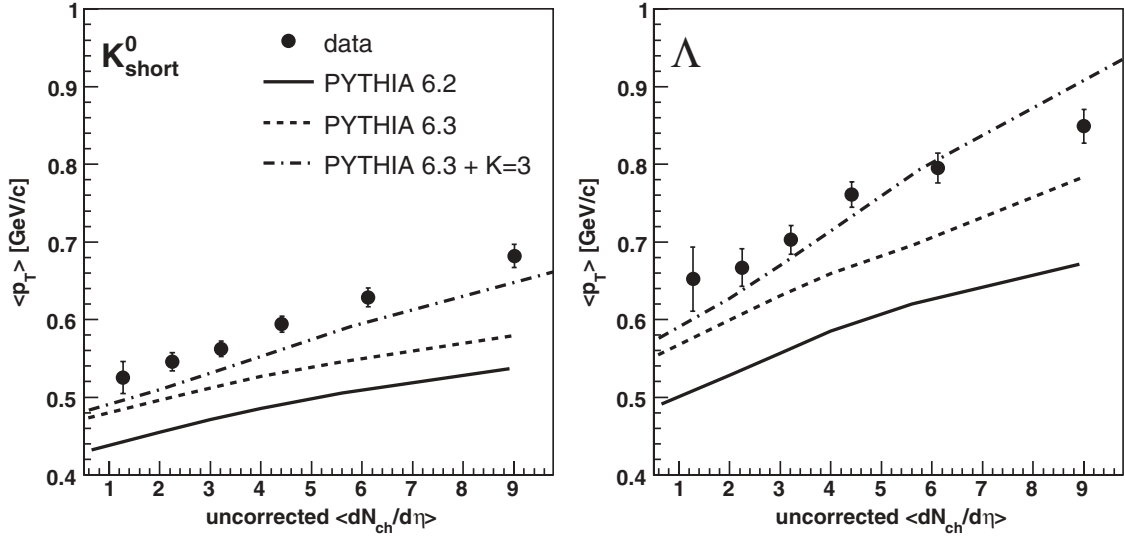 K⁰short
data
PYTHIA 6.2
PYTHIA 6.3
PYTHIA 6.3 + K=3
<p_T> [GeV/c]
1
0.9
0.8
0.7
0.6
0.5
0.4
1 2 3 4 5 6 7 8 9
uncorrected <dN_ch/dη>
Λ
<p_T> [GeV/c]
1
0.9
0.8
0.7
0.6
0.5
0.4
1 2 3 4 5 6 7 8 9
uncorrected <dN_ch/dη>